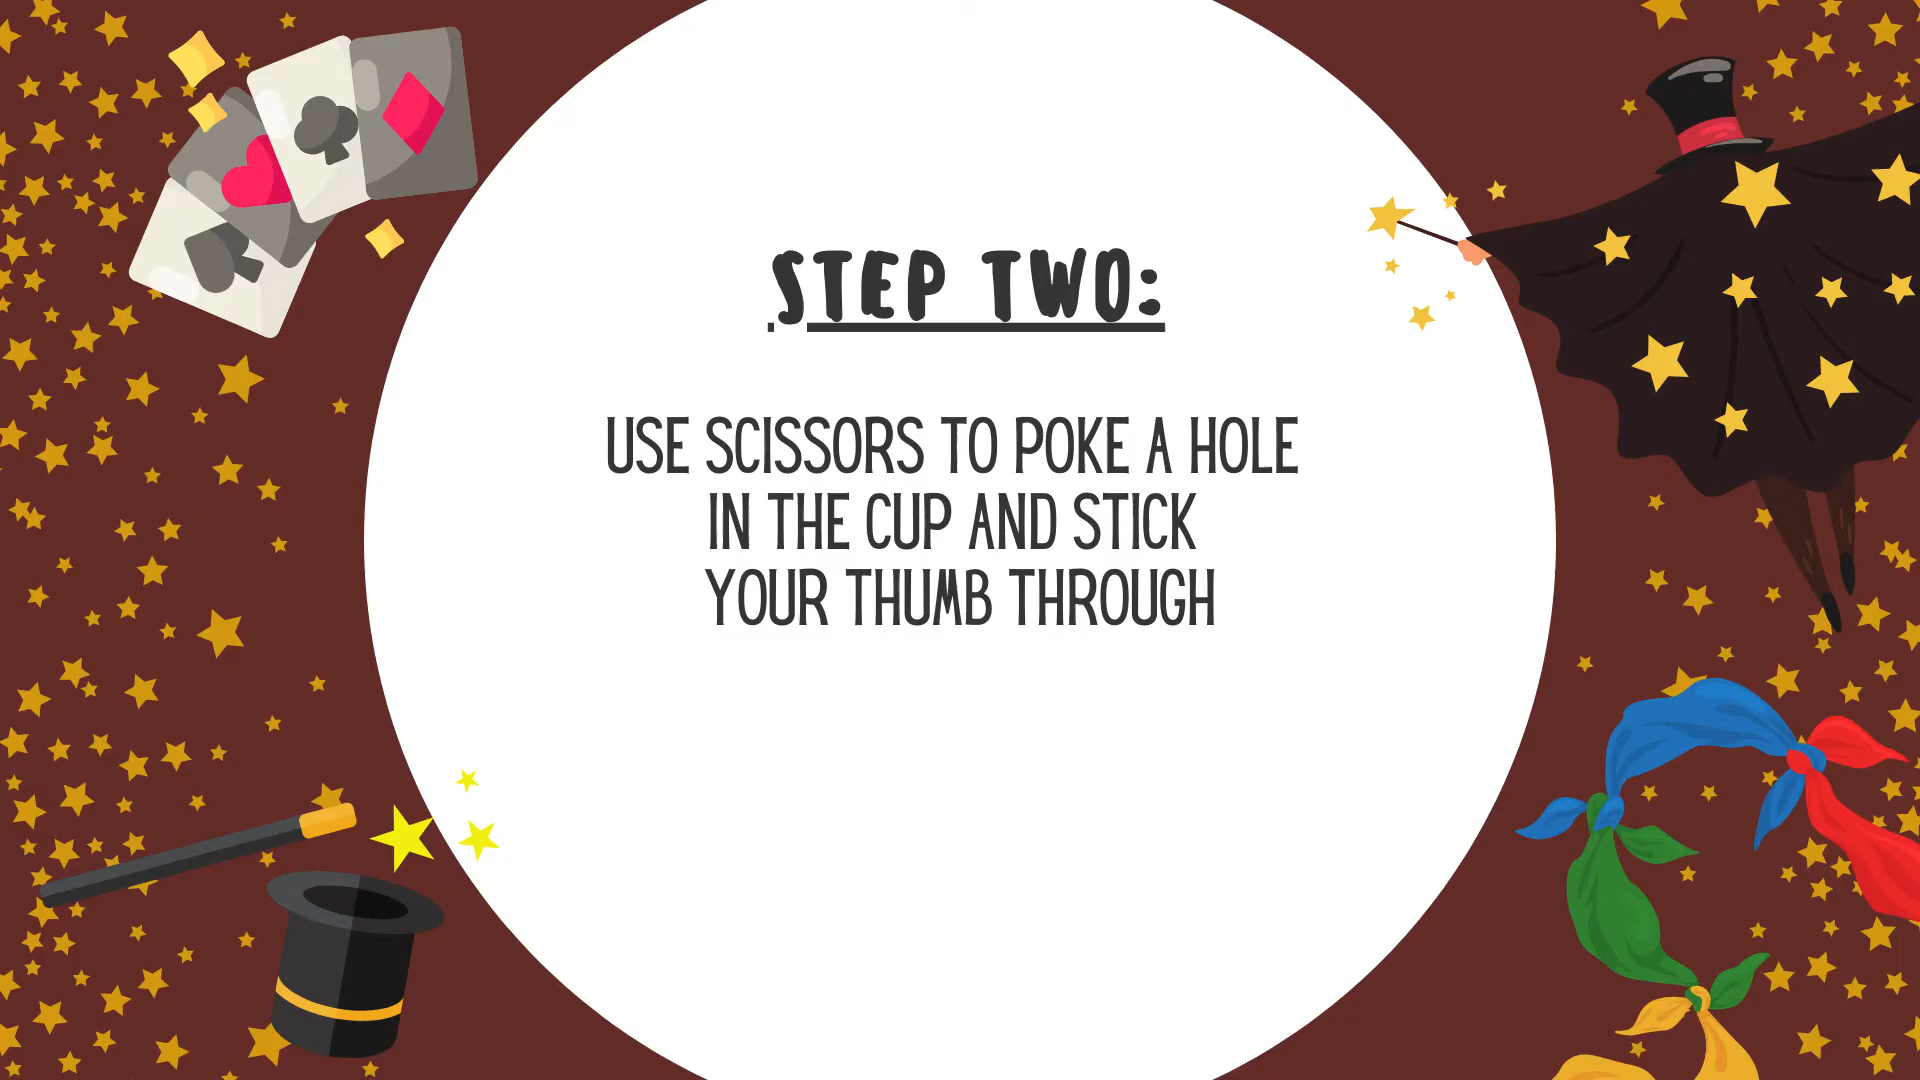 STEP TWO:
USE SCISSORS TO POKE A HOLE
IN THE CUP AND STICK
YOUR THUMB THROUGH